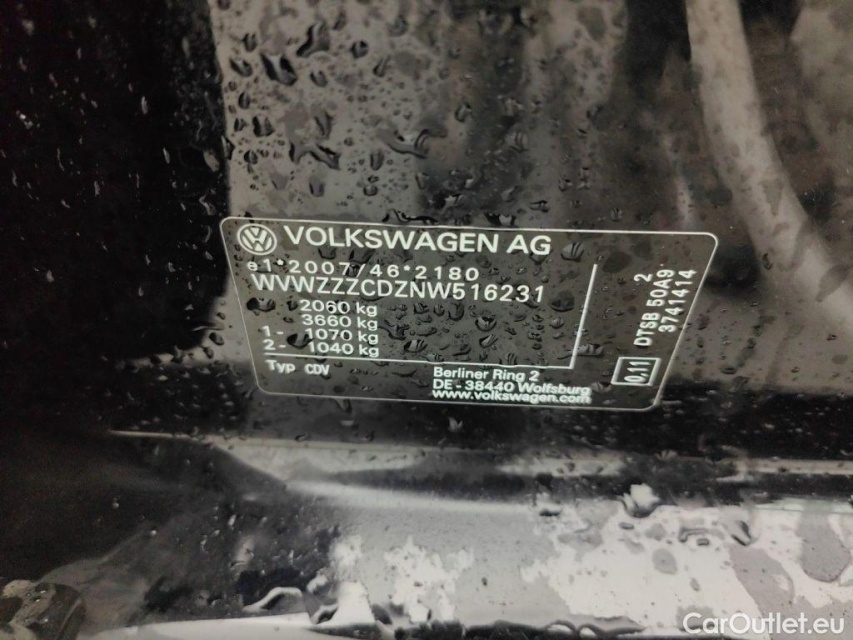 VOLKSWAGEN AG
e1*2007/46*2180
WVWZZZCDZNW516231
2060 kg
3660 kg
1- 1070 kg
2- 1040 kg
Typ CDV
Berliner Ring 2
DE-38440 Wolfsburg
www.volkswagen.com
2
DTSB 50A9
3741414
0,11
CarOutlet.eu